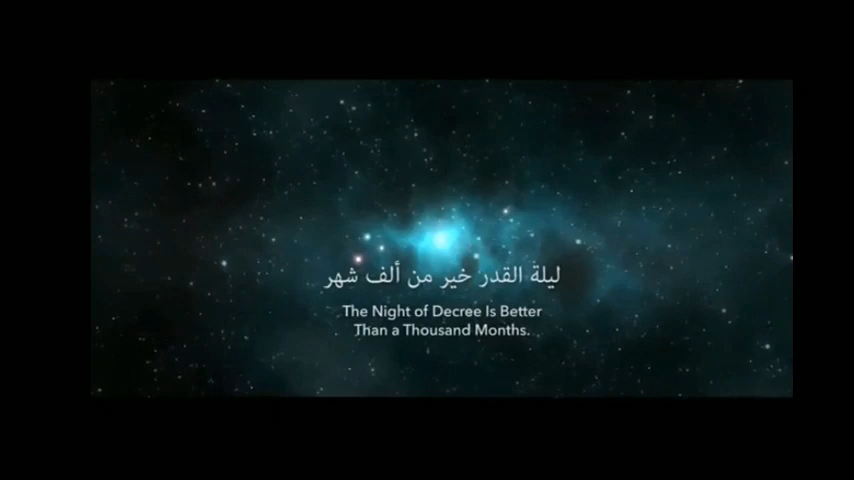 ليلة القدر خير من ألف شهر
The Night of Decree Is Better
Than a Thousand Months.